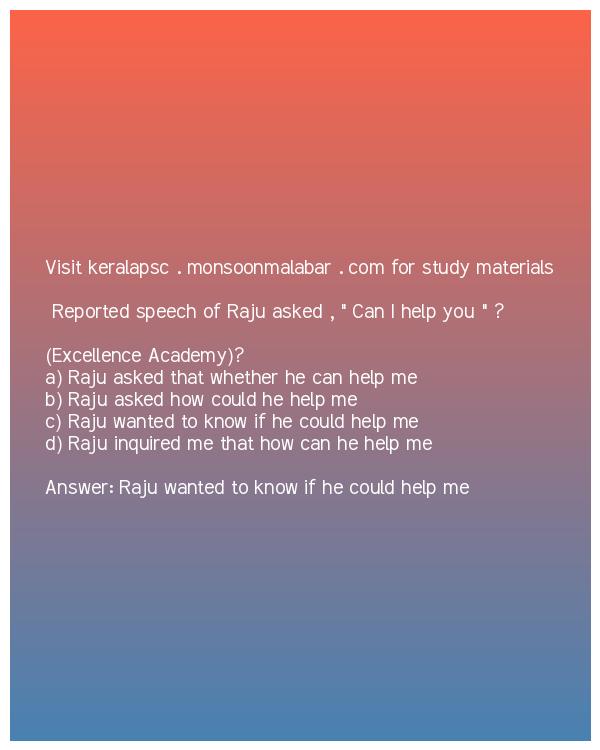 Visit keralapsc . monsoonmalabar . com for study materials
Reported speech of Raju asked , " Can I help you " ?
(Excellence Academy)?
a) Raju asked that whether he can help me
b) Raju asked how could he help me
c) Raju wanted to know if he could help me
d) Raju inquired me that how can he help me
Answer: Raju wanted to know if he could help me